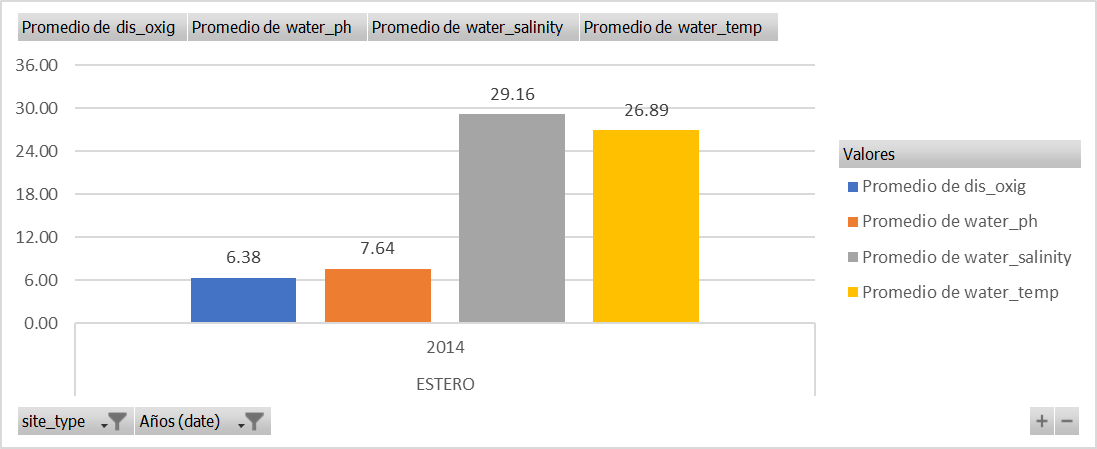 Promedio de dis_oxig Promedio de water_ph Promedio de water_salinity Promedio de water_temp
36.00
30.00
24.00
18.00
12.00
6.00
0.00
6.38
7.64
29.16
26.89
2014
ESTERO
Valores
Promedio de dis_oxig
Promedio de water_ph
Promedio de water_salinity
Promedio de water_temp
site_type Años (date)
+ −